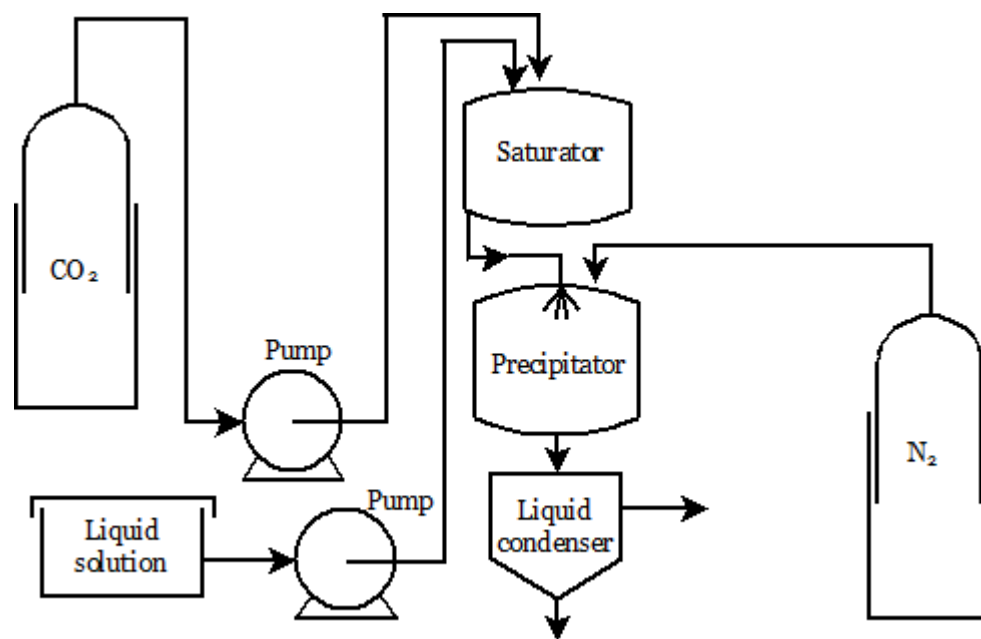 Saturator
CO₂
Pump
Precipitator
N₂
Pump
Liquid
solution
Liquid
condenser